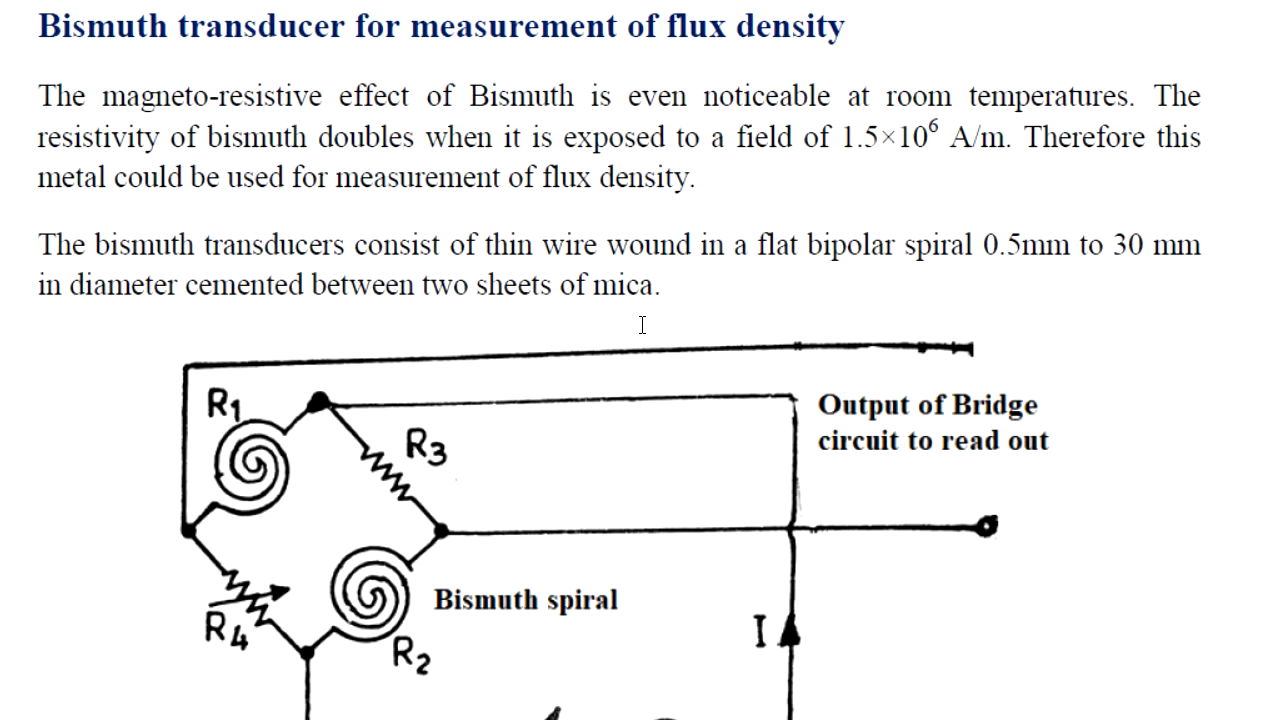 Bismuth transducer for measurement of flux density
The magneto-resistive effect of Bismuth is even noticeable at room temperatures. The
resistivity of bismuth doubles when it is exposed to a field of 1.5×10⁶ A/m. Therefore this
metal could be used for measurement of flux density.
The bismuth transducers consist of thin wire wound in a flat bipolar spiral 0.5mm to 30 mm
in diameter cemented between two sheets of mica.
R1
Output of Bridge
circuit to read out
R3
Bismuth spiral
R4
I
R2